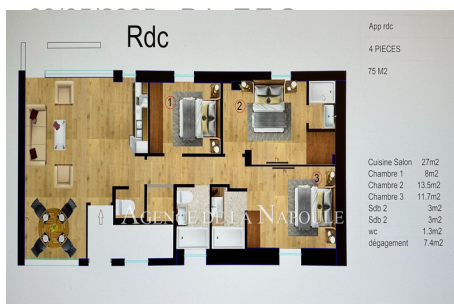 Rdc
App rdc
4 PIECES
75 M2
1
2
3
AGENCE DE LA NAPOULE
Cuisine Salon 27m2
Chambre 1 8m2
Chambre 2 13.5m2
Chambre 3 11.7m2
Sdb 2 3m2
Sdb 2 3m2
wc 1.3m2
dégagement 7.4m2